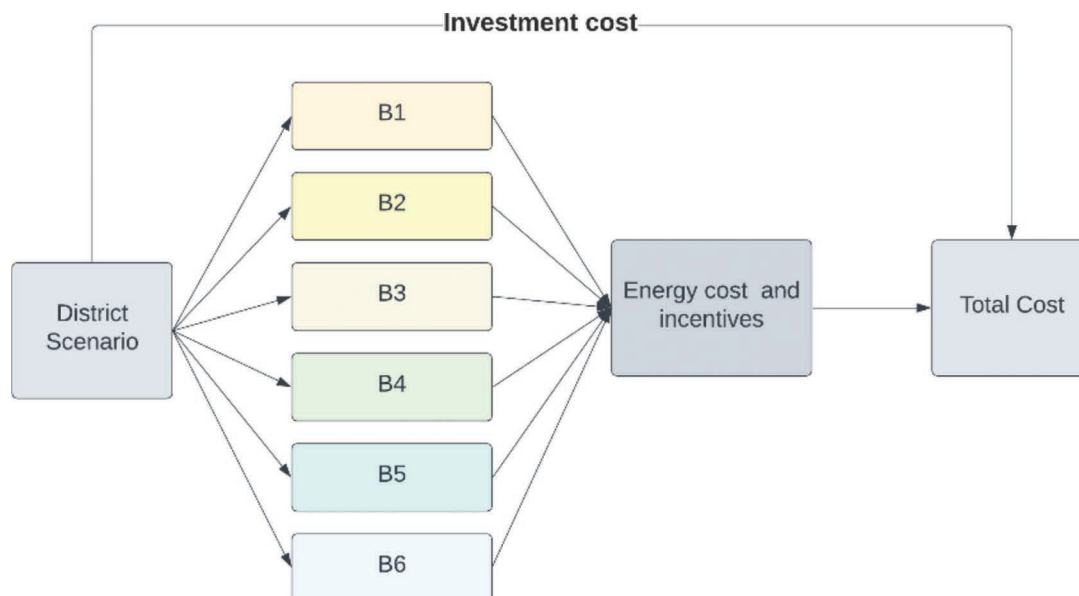 Investment cost
B1
B2
B3
B4
B5
B6
District
Scenario
Energy cost and
incentives
Total Cost